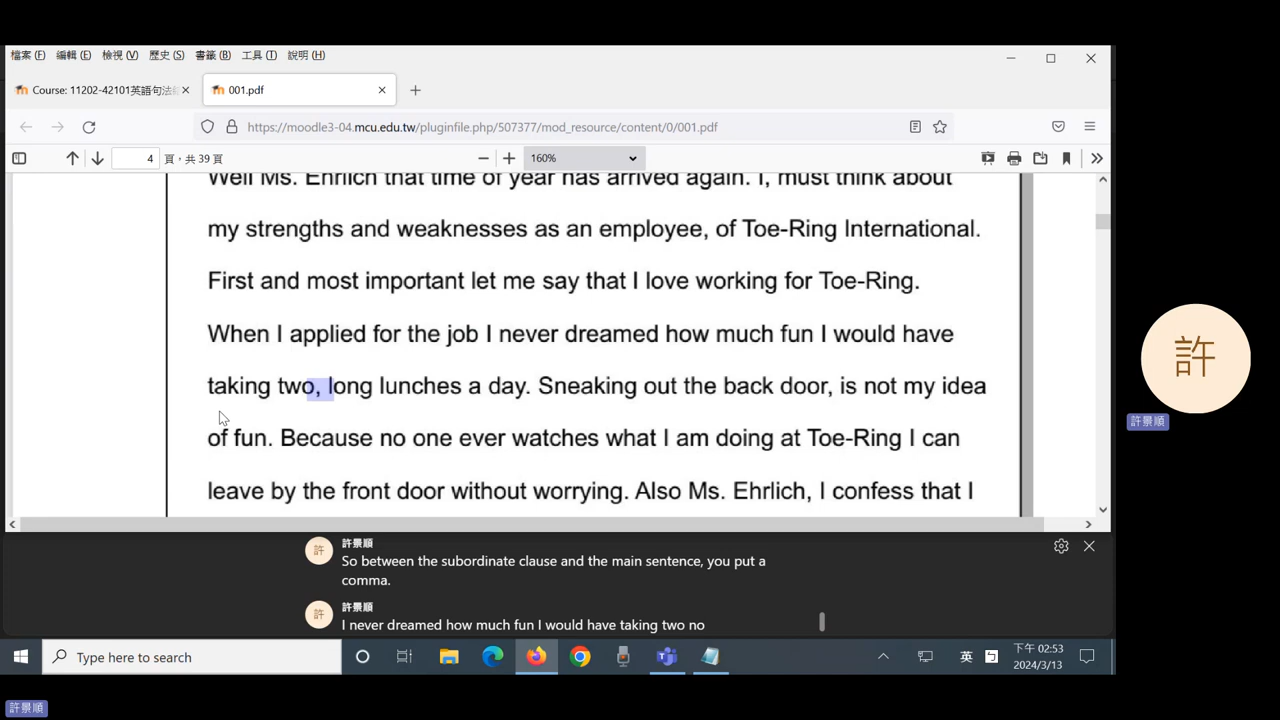 檔案 (F) 編輯 (E) 檢視 (V) 歷史 (S) 書籤 (B) 工具 (T) 說明 (H)
Course: 11202-42101英語句法
001.pdf
https://moodle3-04.mcu.edu.tw/pluginfile.php/507377/mod_resource/content/0/001.pdf
4 頁，共 39 頁
160%
Well Ms. Ehrlich that time of year has arrived again. I, must think about
my strengths and weaknesses as an employee, of Toe-Ring International.
First and most important let me say that I love working for Toe-Ring.
When I applied for the job I never dreamed how much fun I would have
taking two, long lunches a day. Sneaking out the back door, is not my idea
of fun. Because no one ever watches what I am doing at Toe-Ring I can
leave by the front door without worrying. Also Ms. Ehrlich, I confess that I
許
許景順
許
許景順
So between the subordinate clause and the main sentence, you put a
comma.
許
許景順
I never dreamed how much fun I would have taking two no
Type here to search
英
下午 02:53
2024/3/13
許景順